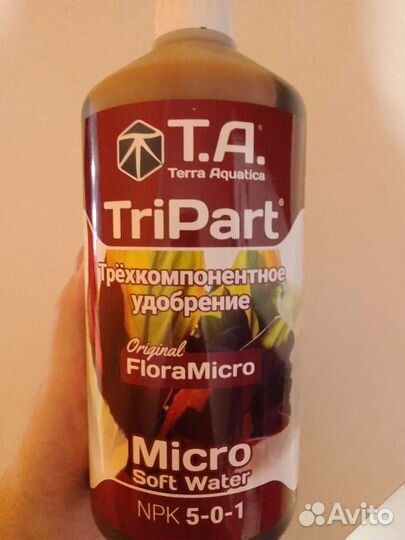 T.A.
Terra Aquatica
TriPart®
Трёхкомпонентное
удобрение
Original
FloraMicro
Micro
Soft Water
NPK 5-0-1
Avito